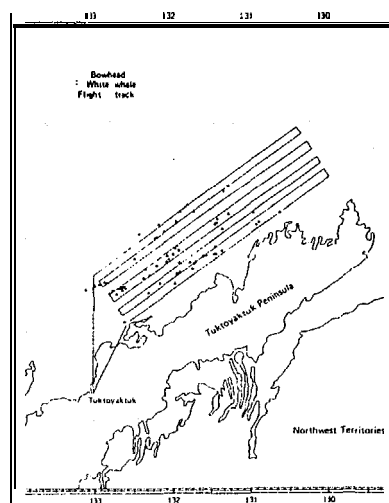 133 132 131 130
Bowhead
: White whale
Flight track
Tuktoyaktuk Peninsula
Tuktoyaktuk
Northwest Territories
133 132 131 130